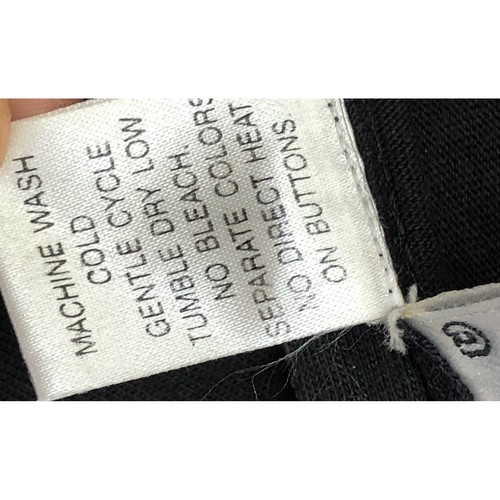 MACHINE WASH
COLD
GENTLE CYCLE
TUMBLE DRY LOW
NO BLEACH.
SEPARATE COLORS
NO DIRECT HEAT
ON BUTTONS.